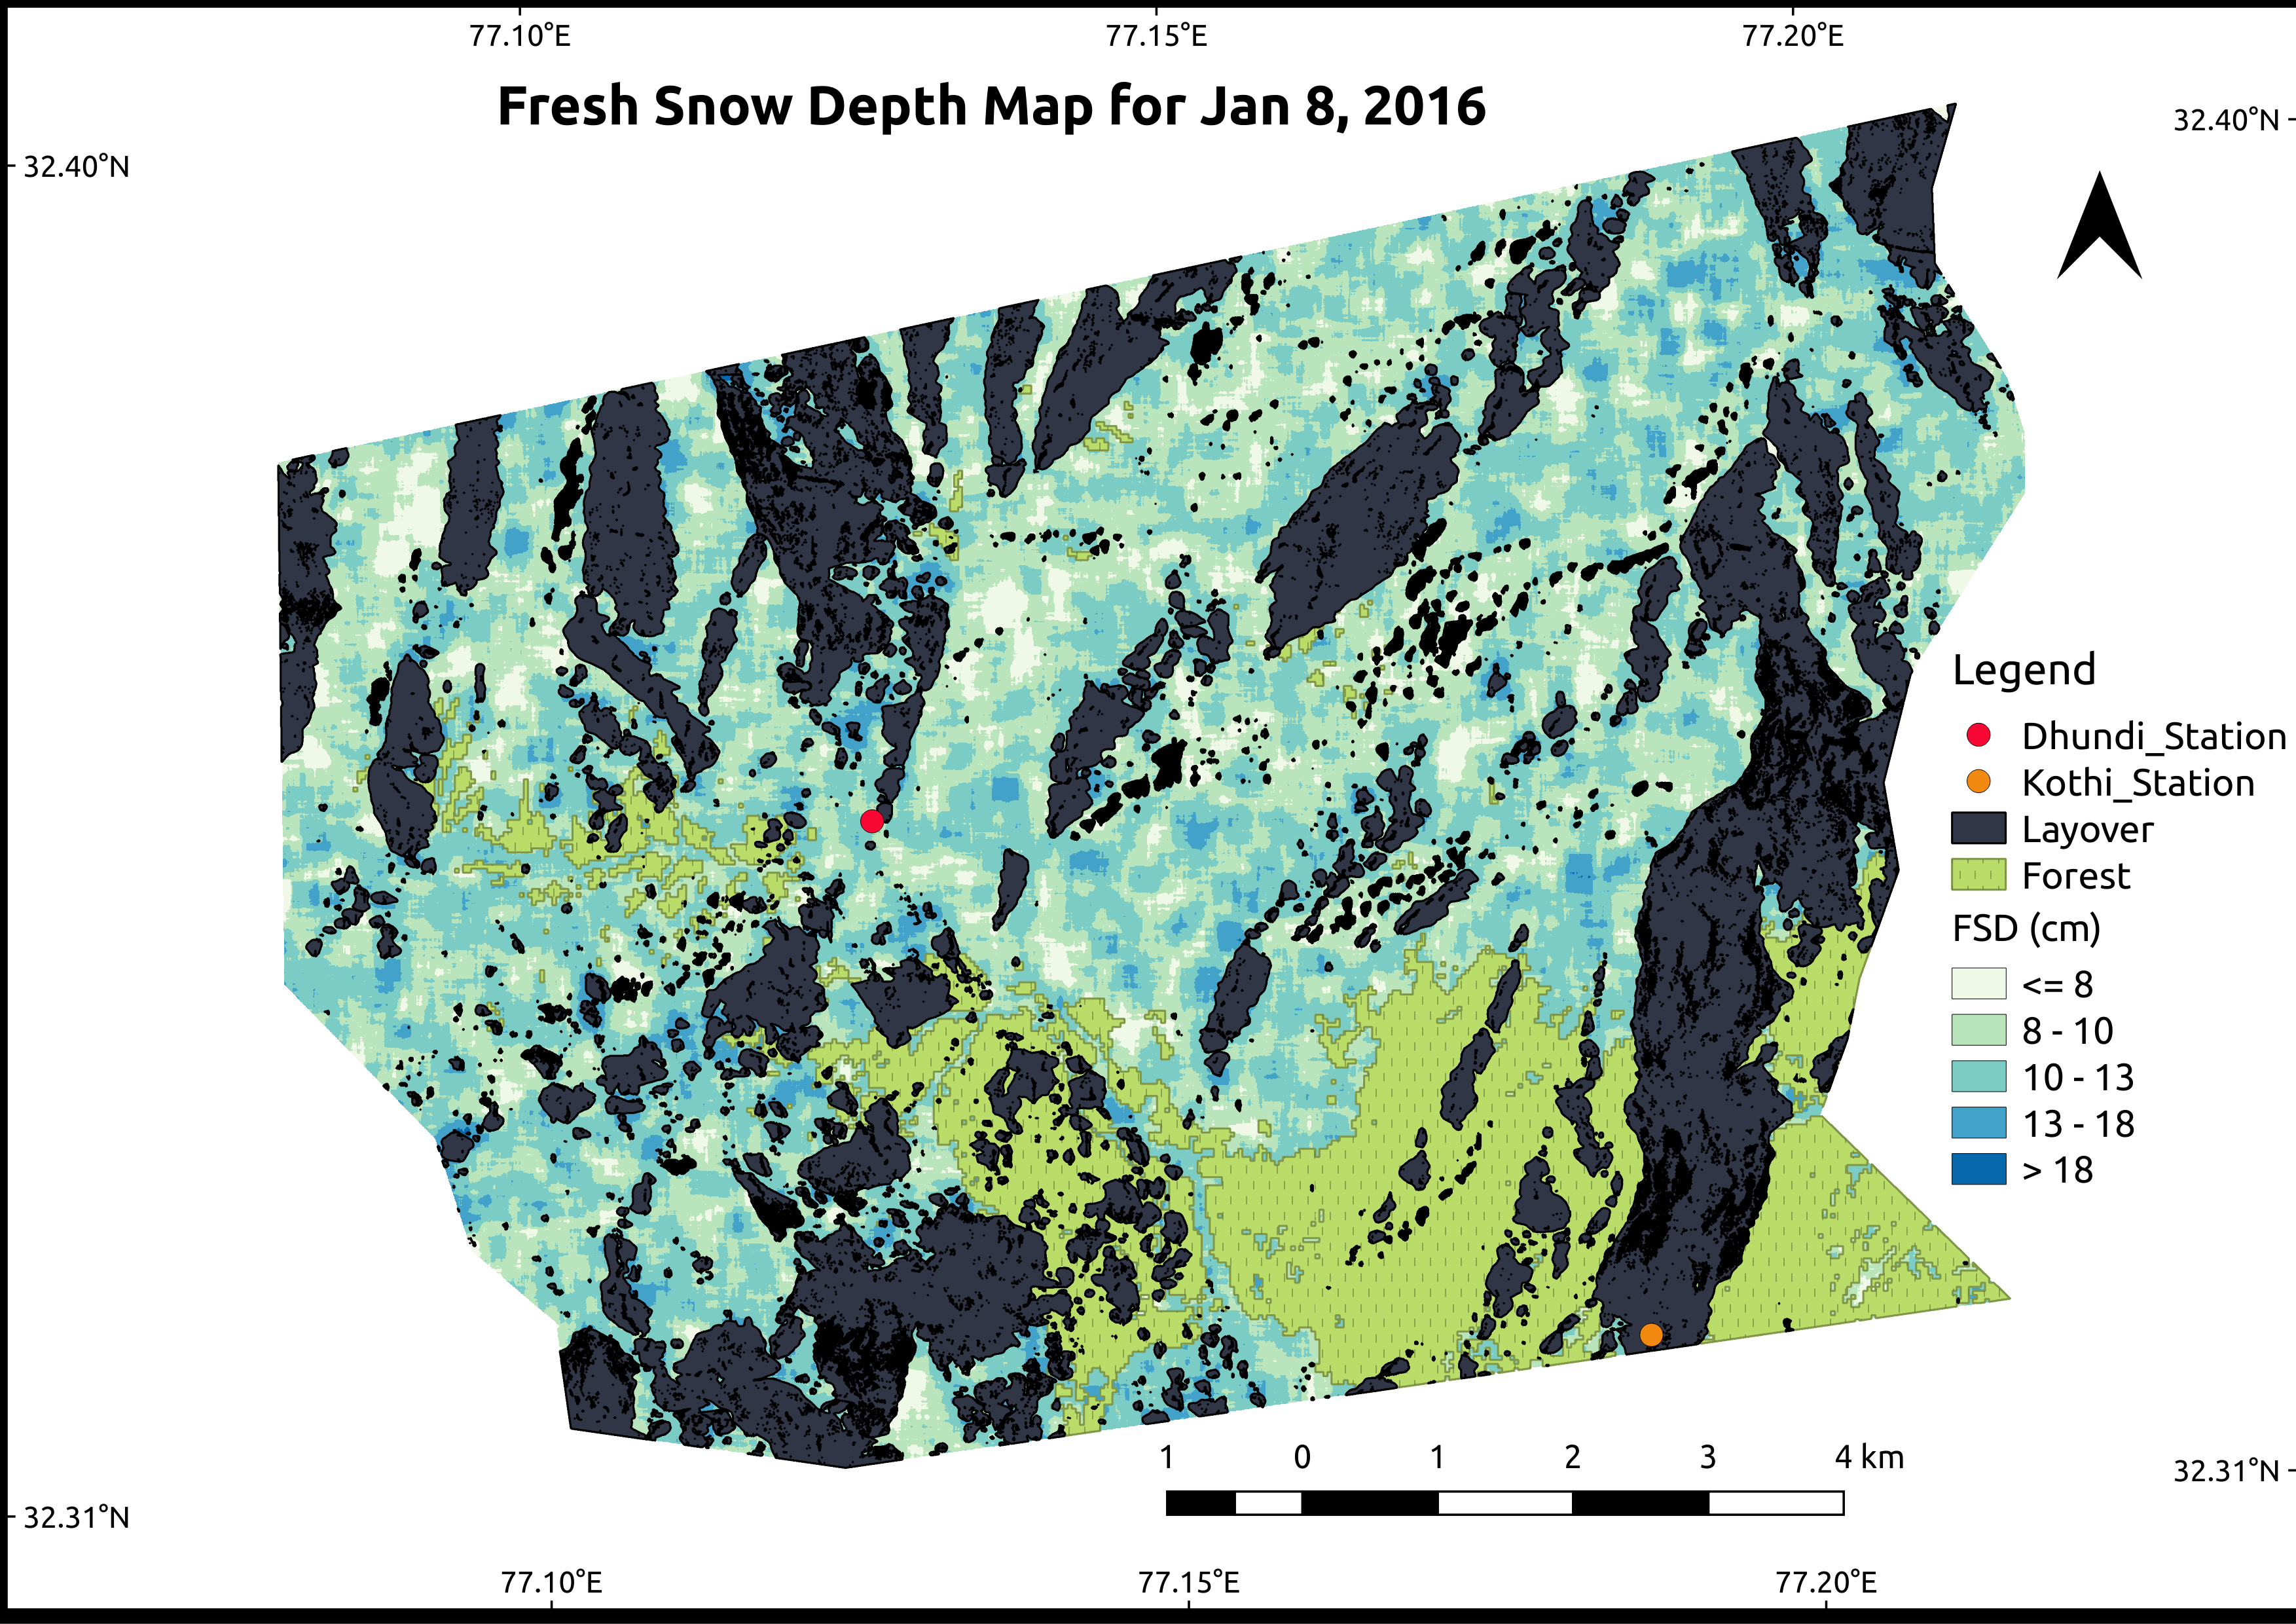 77.10°E 77.15°E 77.20°E
Fresh Snow Depth Map for Jan 8, 2016
32.40°N
32.40°N
Legend
Dhundi_Station
Kothi_Station
Layover
Forest
FSD (cm)
<= 8
8 - 10
10 - 13
13 - 18
> 18
1 0 1 2 3 4 km
32.31°N
32.31°N
77.10°E 77.15°E 77.20°E